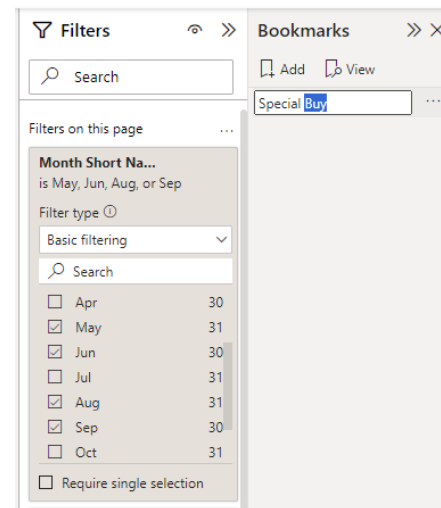 Filters
Search
Filters on this page
...
Month Short Na...
is May, Jun, Aug, or Sep
Filter type
Basic filtering
Search
Apr 30
May 31
Jun 30
Jul 31
Aug 31
Sep 30
Oct 31
Require single selection
Bookmarks
Add View
Special Buy
...